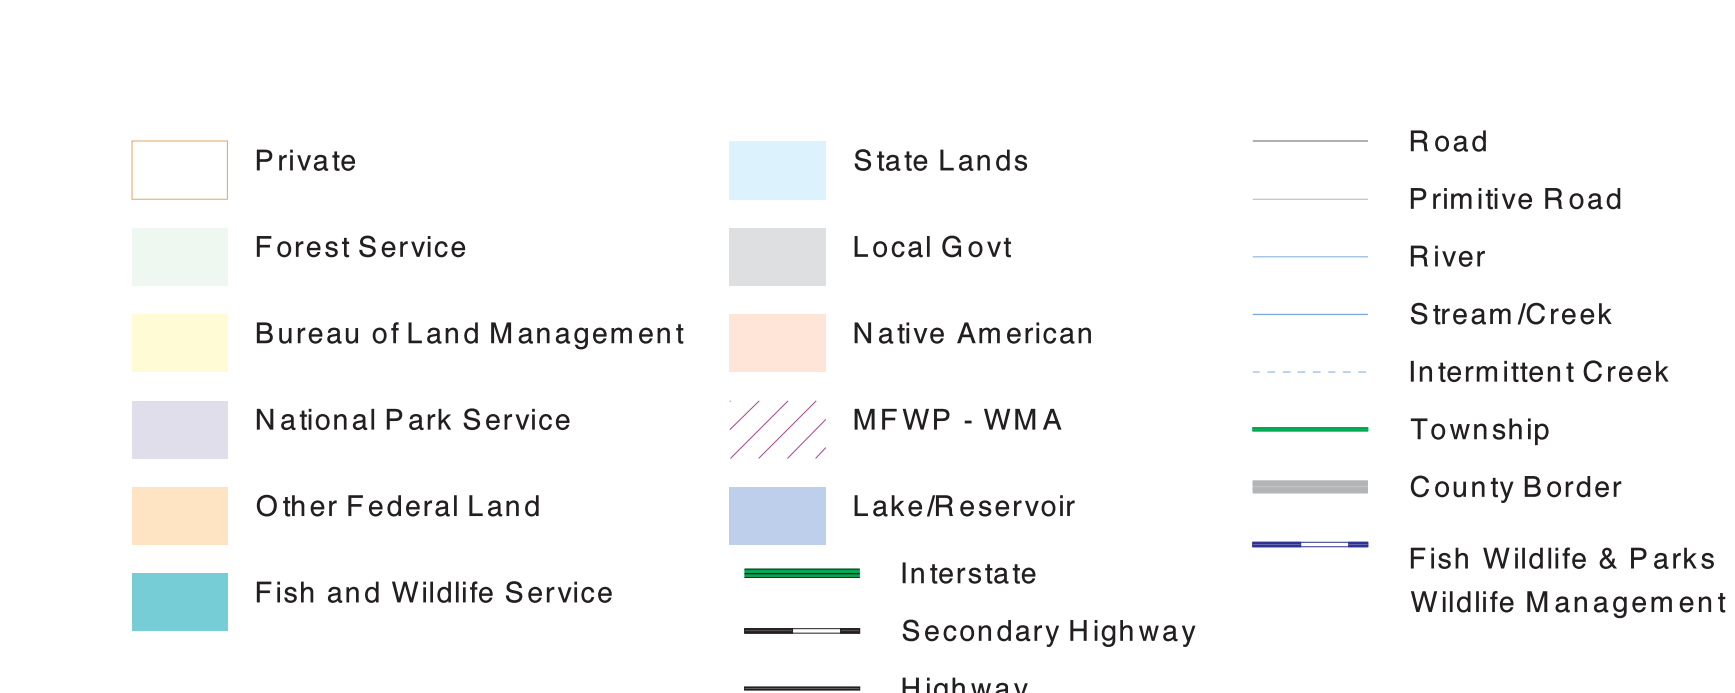 Private
Forest Service
Bureau of Land Management
National Park Service
Other Federal Land
Fish and Wildlife Service
State Lands
Local Govt
Native American
MFWP - WMA
Lake/Reservoir
Interstate
Secondary Highway
Highway
Road
Primitive Road
River
Stream/Creek
Intermittent Creek
Township
County Border
Fish Wildlife & Parks
Wildlife Management